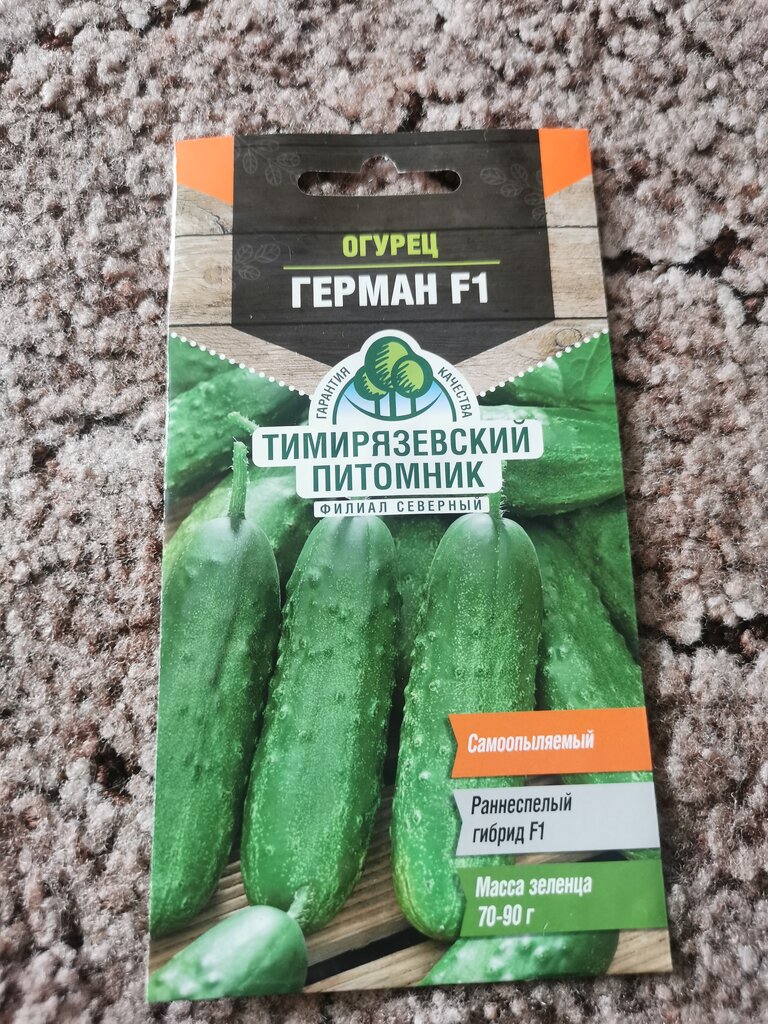 ОГУРЕЦ
ГЕРМАН F1
ГАРАНТИЯ КАЧЕСТВА
ТИМИРЯЗЕВСКИЙ
ПИТОМНИК
ФИЛИАЛ СЕВЕРНЫЙ
Самоопыляемый
Раннеспелый
гибрид F1
Масса зеленца
70-90 г